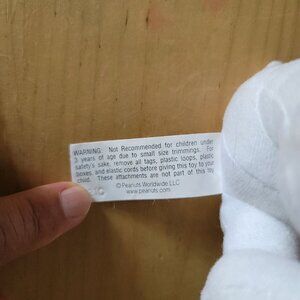 WARNING: Not Recommended for children under
3 years of age due to small size trimmings. For
safety's sake, remove all tags, plastic loops, plastic
boxes, and elastic cords before giving this toy to your
child. These attachments are not part of this toy
© Peanuts Worldwide LLC
www.peanuts.com